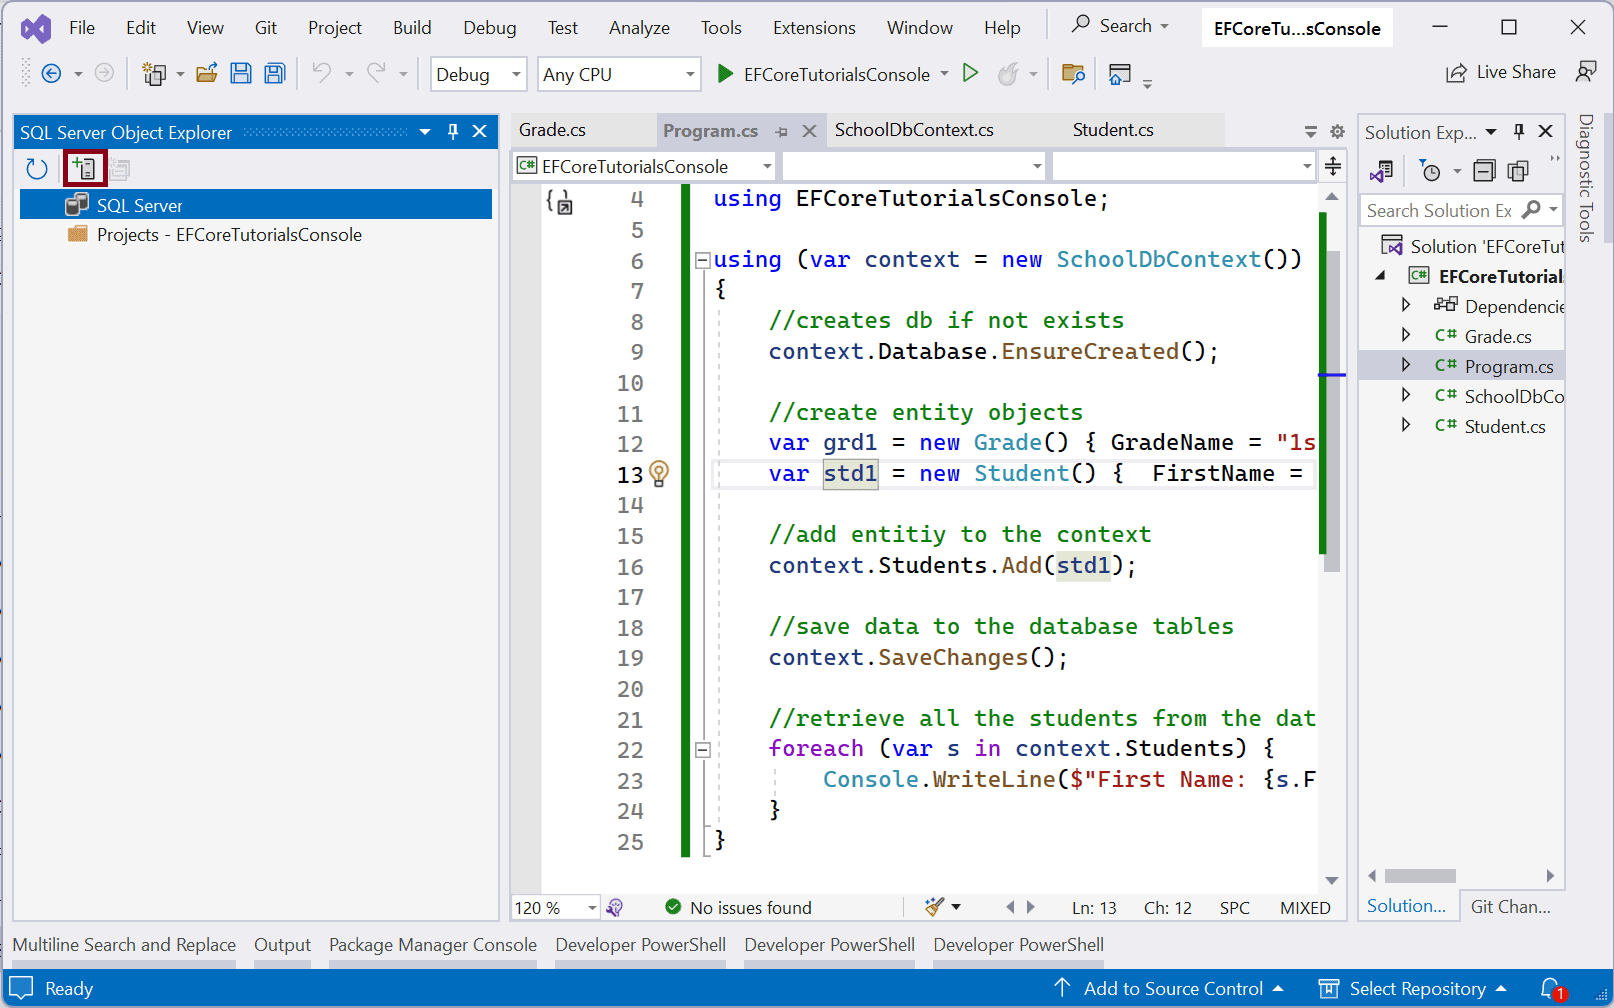 File Edit View Git Project Build Debug Test Analyze Tools Extensions Window Help Search EFCoreTu...sConsole
Debug Any CPU EFCoreTutorialsConsole Live Share
SQL Server Object Explorer
SQL Server
Projects - EFCoreTutorialsConsole
Grade.cs Program.cs SchoolDbContext.cs Student.cs
C# EFCoreTutorialsConsole
4 using EFCoreTutorialsConsole;
5
6 using (var context = new SchoolDbContext())
7 {
8 //creates db if not exists
9 context.Database.EnsureCreated();
10
11 //create entity objects
12 var grd1 = new Grade() { GradeName = "1s
13 var std1 = new Student() {  FirstName =
14
15 //add entitiy to the context
16 context.Students.Add(std1);
17
18 //save data to the database tables
19 context.SaveChanges();
20
21 //retrieve all the students from the dat
22 foreach (var s in context.Students) {
23 Console.WriteLine($"First Name: {s.F
24 }
25 }
120 % No issues found Ln: 13 Ch: 12 SPC MIXED
Solution Exp...
Search Solution Ex
Solution 'EFCoreTut
C# EFCoreTutorial
Dependencie
C# Grade.cs
C# Program.cs
C# SchoolDbCo
C# Student.cs
Solution... Git Chan...
Diagnostic Tools
Multiline Search and Replace Output Package Manager Console Developer PowerShell Developer PowerShell Developer PowerShell
Ready Add to Source Control Select Repository 1